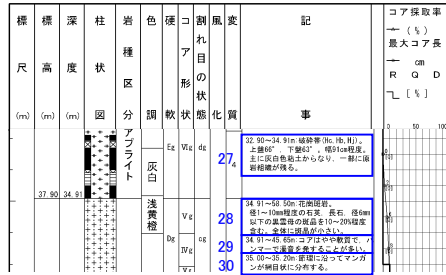 標尺 (m)
標高 (m)
深度 (m)
柱状図
岩種区分
色調
硬軟
コア形状
割れ目の状態
風化
変質
記事
コア採取率
(%)
最大コア長
cm
R Q D
[%]
0 50 100
アプライト
灰白
浅黄橙
Eg Ⅵg dg
27 4
32.90～34.91m:破砕帯(Hc,Hb,Hj)。
上盤66°、下盤63°、幅91cm程度。
主に灰白色粘土からなり、一部に原
岩組織が残る。
37.90 34.91
Ⅴg
28
34.91～58.50m:花崗斑岩。
径1～10mm程度の石英、長石、径6mm
以下の黒雲母の斑晶を10～20%程度
含む。全体に斑晶が小さい。
Dg Ⅳg cg
29
34.91～45.65m:コアはやや軟質で、ハ
ンマーで濁音を発することが多い。
30
35.00～35.20m:節理に沿ってマンガ
ンが網目状に分布する。